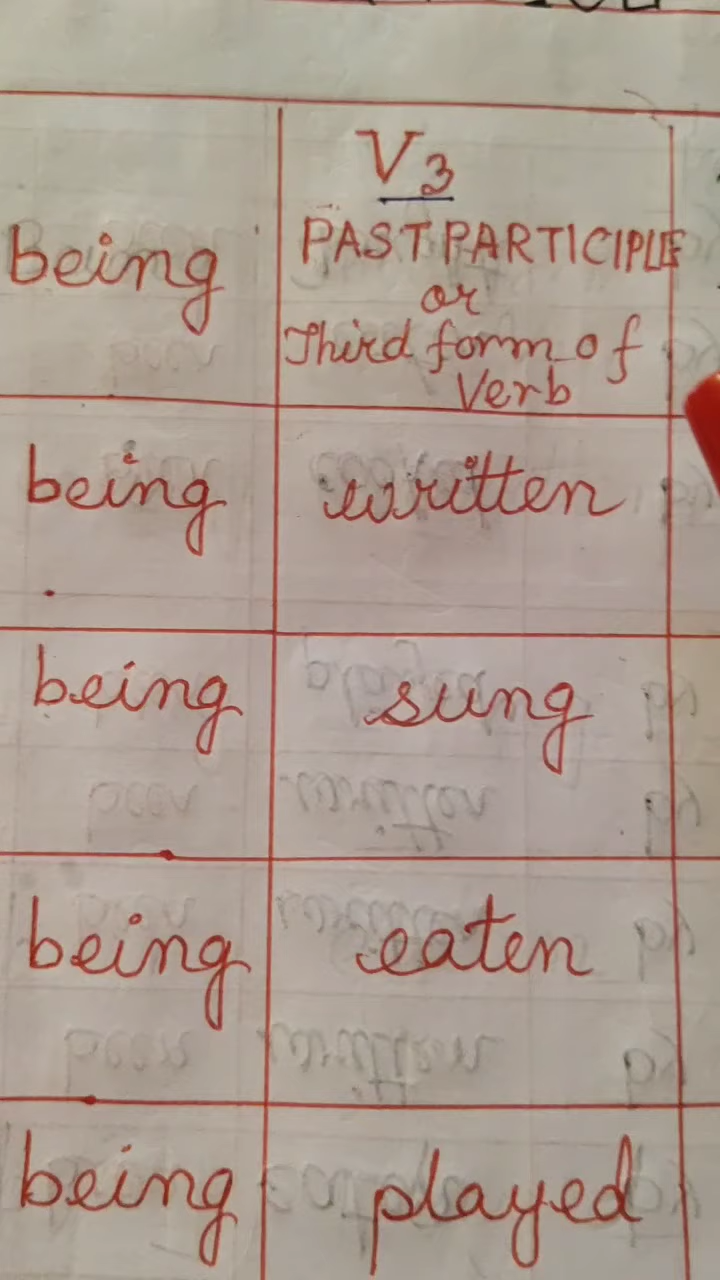 being
V3
PAST PARTICIPLE
or
Third form of
Verb
being written
being sung
being eaten
being played